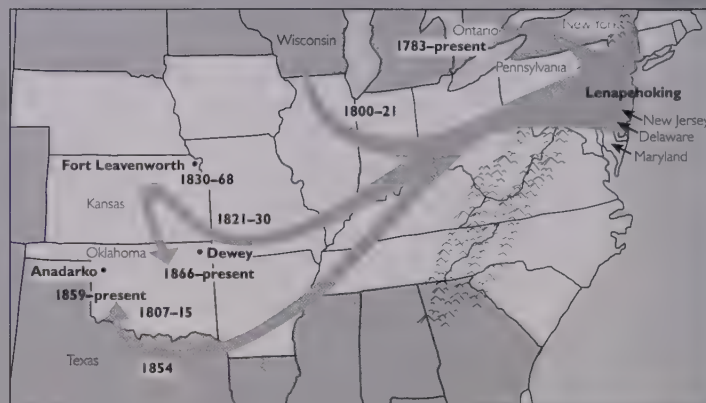 Ontario
New York
Wisconsin
1783–present
Pennsylvania
Lenapehoking
1800–21
New Jersey
Delaware
Maryland
Fort Leavenworth
1830–68
Kansas
1821–30
Oklahoma
Dewey
Anadarko
1866–present
1859–present
1807–15
Texas
1854